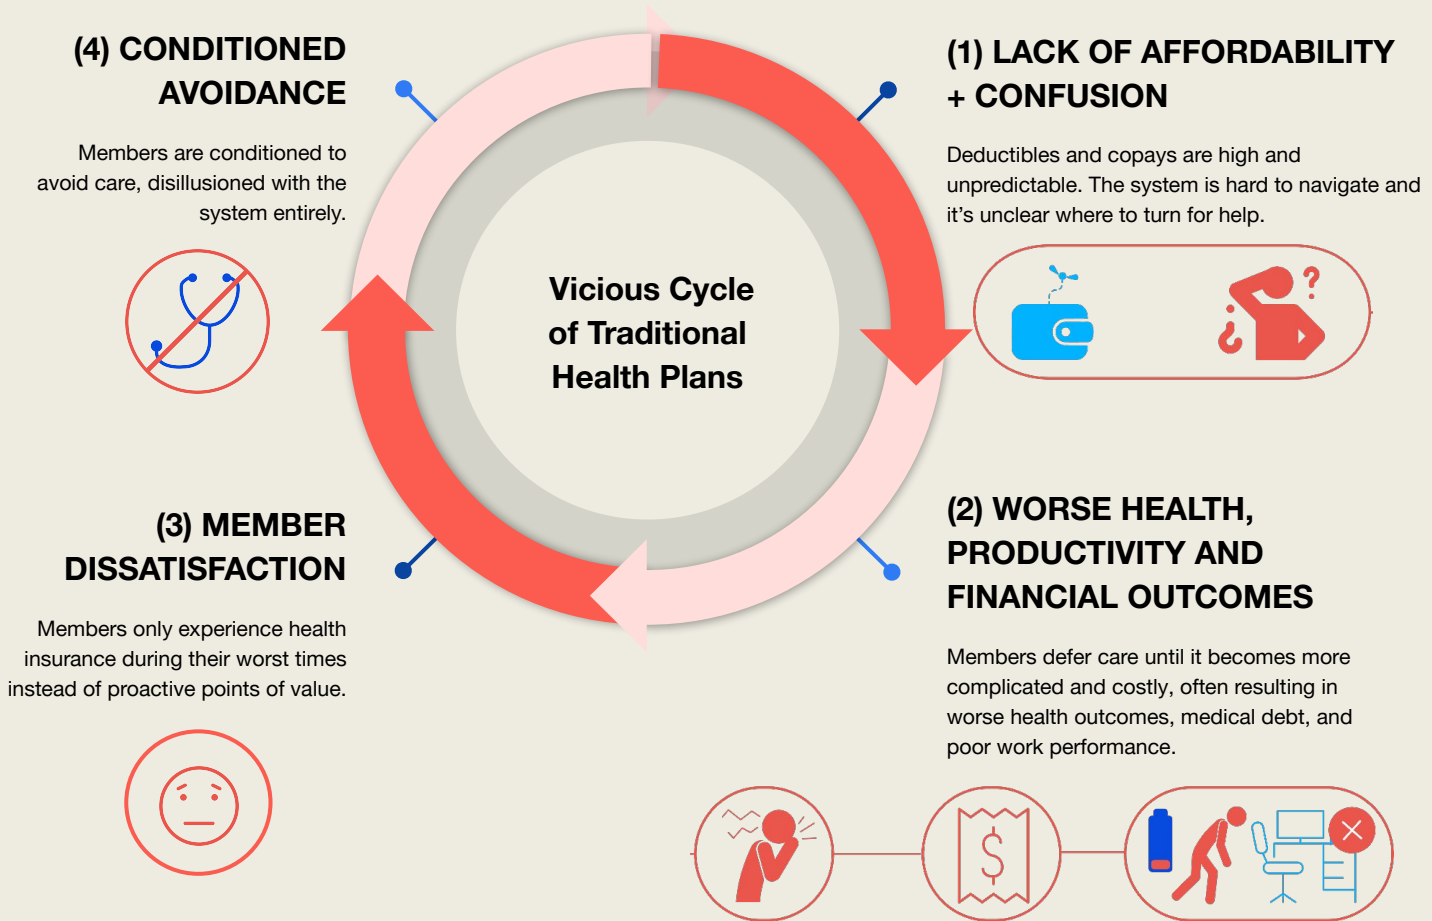 (1) LACK OF AFFORDABILITY
+ CONFUSION
Deductibles and copays are high and
unpredictable. The system is hard to navigate and
it’s unclear where to turn for help.
(2) WORSE HEALTH,
PRODUCTIVITY AND
FINANCIAL OUTCOMES
Members defer care until it becomes more
complicated and costly, often resulting in
worse health outcomes, medical debt, and
poor work performance.
(3) MEMBER
DISSATISFACTION
Members only experience health
insurance during their worst times
instead of proactive points of value.
(4) CONDITIONED
AVOIDANCE
Members are conditioned to
avoid care, disillusioned with the
system entirely.
Vicious Cycle
of Traditional
Health Plans
? ? $